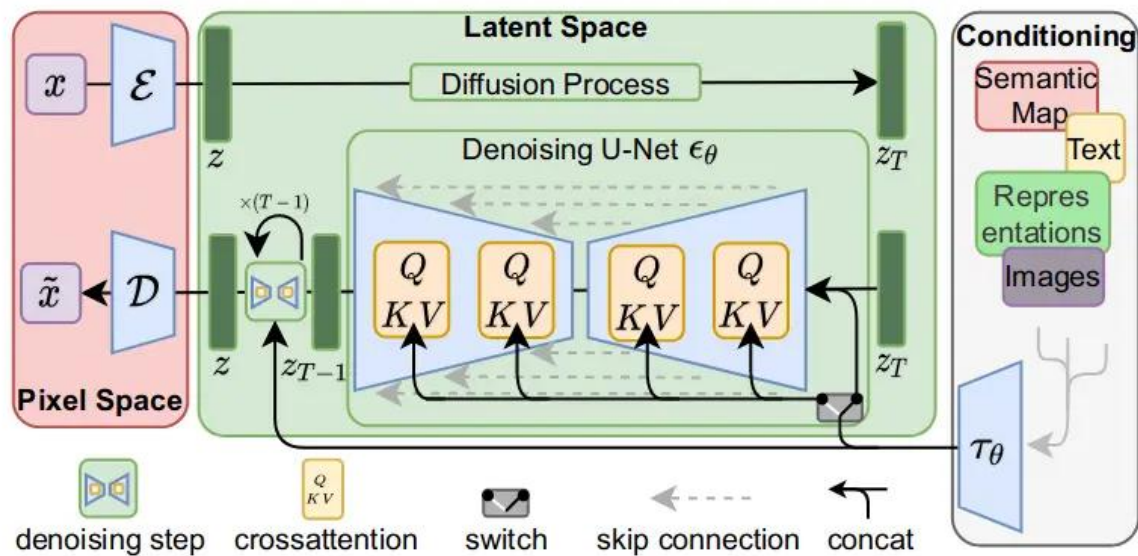 Latent Space
Conditioning
x
ℰ
Diffusion Process
Semantic
Map
Text
z
Denoising U-Net ϵ_θ
z_T
Repres
entations
Images
×(T−1)
x̃
𝒟
Q
KV
Q
KV
Q
KV
Q
KV
z
z_{T−1}
z_T
Pixel Space
τ_θ
Q
KV
denoising step
crossattention
switch
skip connection
concat